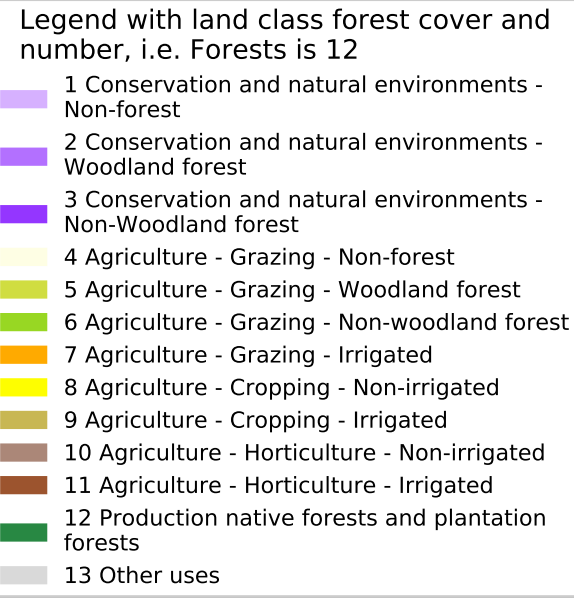 Legend with land class forest cover and
number, i.e. Forests is 12
1 Conservation and natural environments -
Non-forest
2 Conservation and natural environments -
Woodland forest
3 Conservation and natural environments -
Non-Woodland forest
4 Agriculture - Grazing - Non-forest
5 Agriculture - Grazing - Woodland forest
6 Agriculture - Grazing - Non-woodland forest
7 Agriculture - Grazing - Irrigated
8 Agriculture - Cropping - Non-irrigated
9 Agriculture - Cropping - Irrigated
10 Agriculture - Horticulture - Non-irrigated
11 Agriculture - Horticulture - Irrigated
12 Production native forests and plantation
forests
13 Other uses